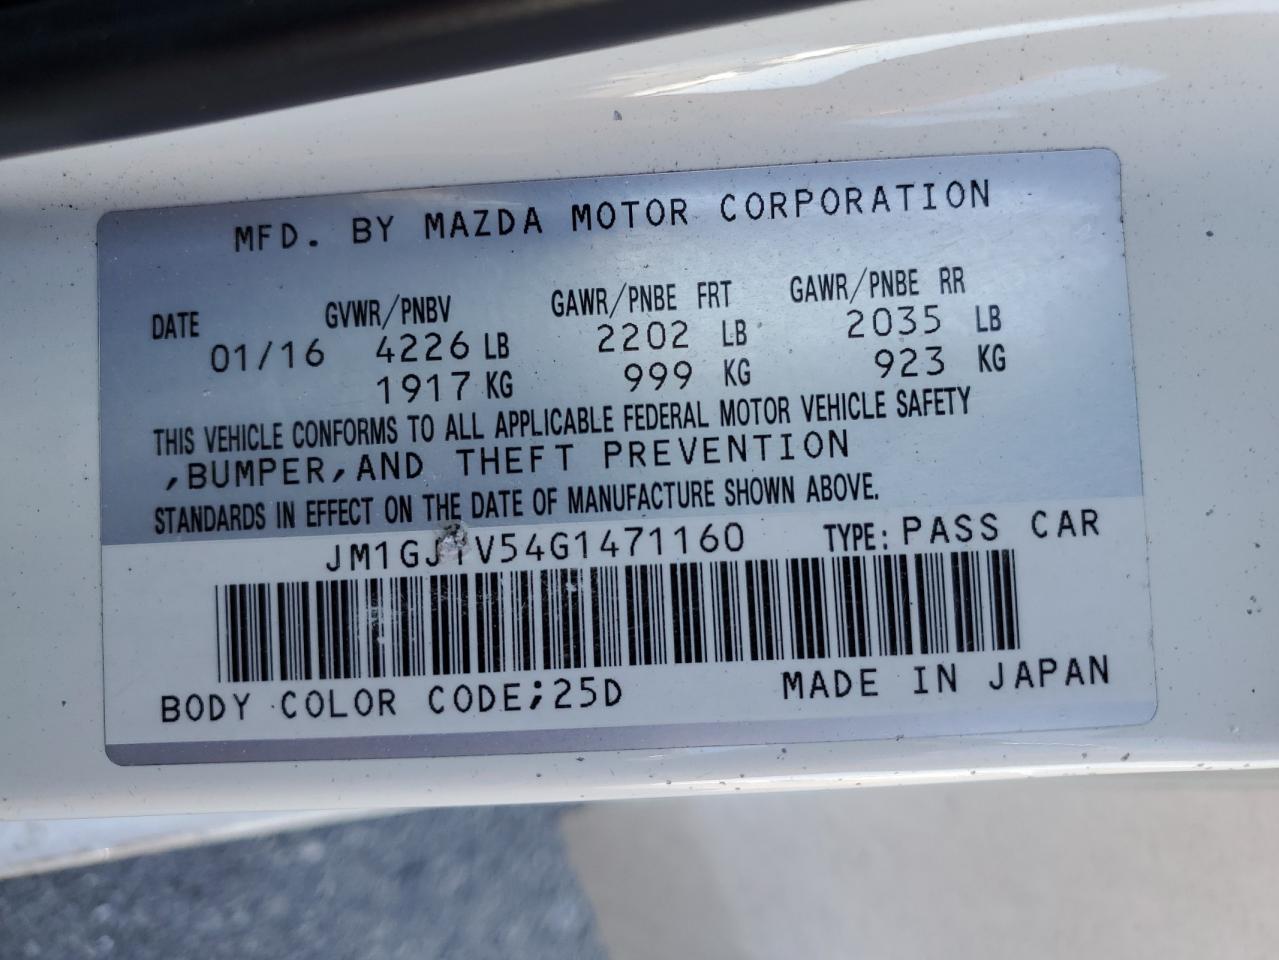 MFD. BY MAZDA MOTOR CORPORATION
DATE GVWR/PNBV GAWR/PNBE FRT GAWR/PNBE RR
01/16 4226 LB 2202 LB 2035 LB
1917 KG 999 KG 923 KG
THIS VEHICLE CONFORMS TO ALL APPLICABLE FEDERAL MOTOR VEHICLE SAFETY
,BUMPER,AND THEFT PREVENTION
STANDARDS IN EFFECT ON THE DATE OF MANUFACTURE SHOWN ABOVE.
JM1GJ1V54G1471160 TYPE: PASS CAR
BODY COLOR CODE;25D MADE IN JAPAN